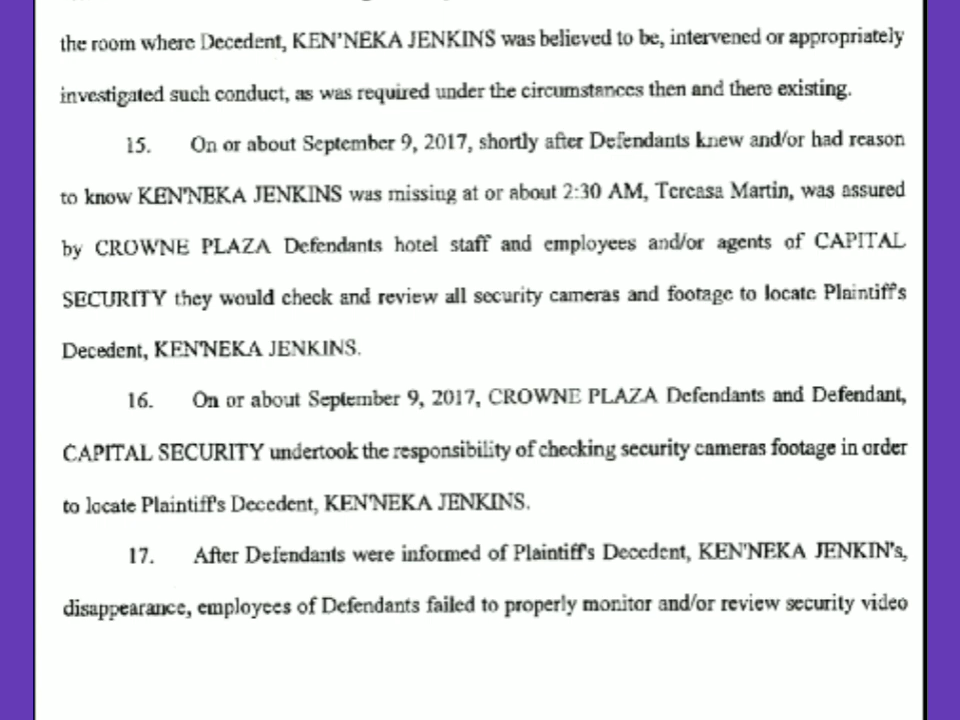 the room where Decedent, KEN'NEKA JENKINS was believed to be, intervened or appropriately
investigated such conduct, as was required under the circumstances then and there existing.
15. On or about September 9, 2017, shortly after Defendants knew and/or had reason
to know KEN'NEKA JENKINS was missing at or about 2:30 AM, Tereasa Martin, was assured
by CROWNE PLAZA Defendants hotel staff and employees and/or agents of CAPITAL
SECURITY they would check and review all security cameras and footage to locate Plaintiff's
Decedent, KEN'NEKA JENKINS.
16. On or about September 9, 2017, CROWNE PLAZA Defendants and Defendant,
CAPITAL SECURITY undertook the responsibility of checking security cameras footage in order
to locate Plaintiff's Decedent, KEN'NEKA JENKINS.
17. After Defendants were informed of Plaintiff's Decedent, KEN'NEKA JENKIN's,
disappearance, employees of Defendants failed to properly monitor and/or review security video